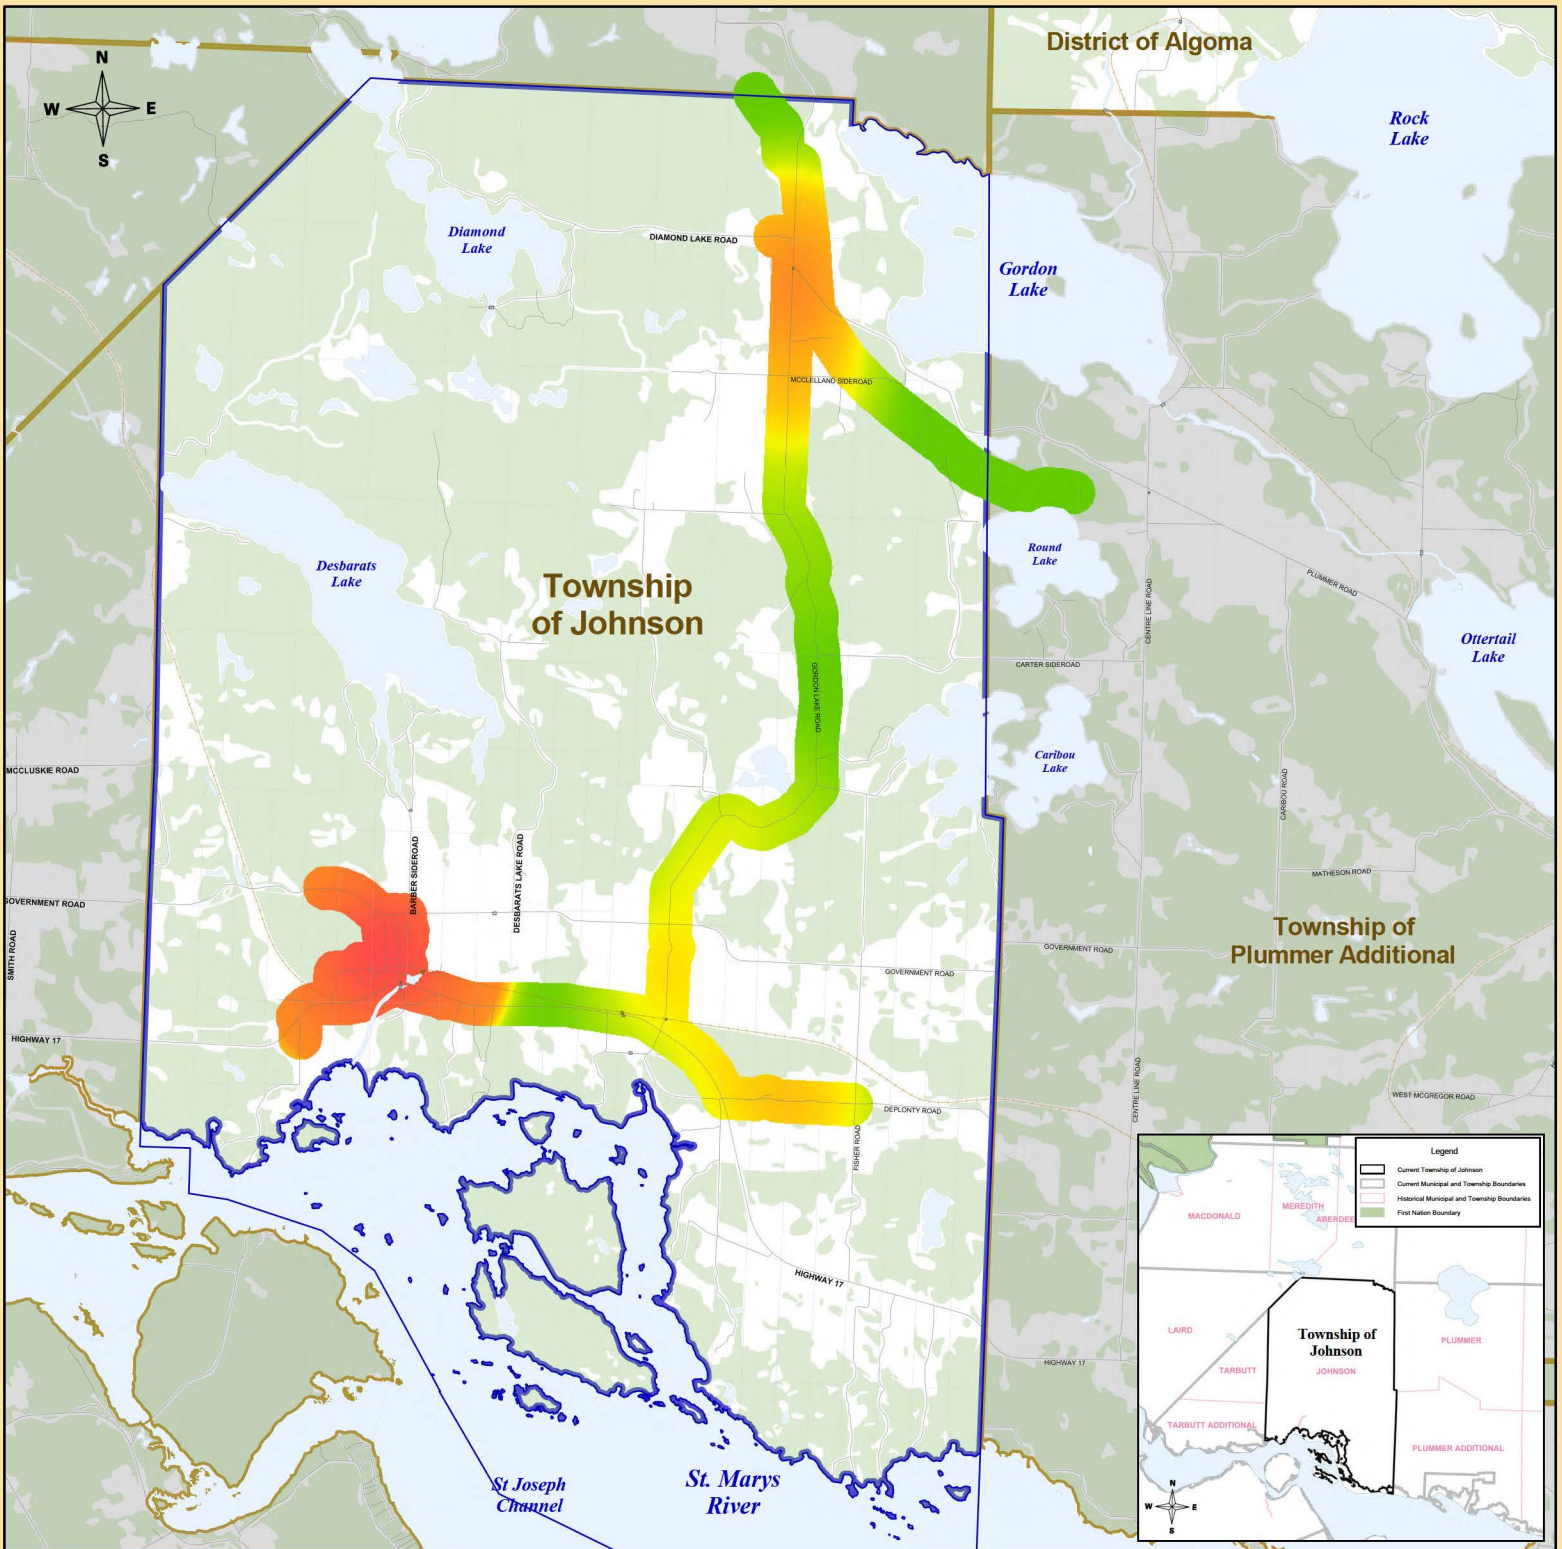 District of Algoma
N
W
E
S
Rock
Lake
Diamond
Lake
DIAMOND LAKE ROAD
Gordon
Lake
MCCLELLAND SIDEROAD
Desbarats
Lake
Township
of Johnson
Round
Lake
PLUMMER ROAD
CENTRE LINE ROAD
Ottertail
Lake
CARTER SIDEROAD
GORDON LAKE ROAD
Caribou
Lake
MCCLUSKIE ROAD
CARIBOU ROAD
BARBER SIDEROAD
DESBARATS LAKE ROAD
MATHESON ROAD
GOVERNMENT ROAD
SMITH ROAD
Township of
Plummer Additional
GOVERNMENT ROAD
GOVERNMENT ROAD
HIGHWAY 17
CENTRE LINE ROAD
WEST MCGREGOR ROAD
DEPLONTY ROAD
FISHER ROAD
HIGHWAY 17
HIGHWAY 17
St Joseph
Channel
St. Marys
River
Legend
Current Township of Johnson
Current Municipal and Township Boundaries
Historical Municipal and Township Boundaries
First Nation Boundary
MACDONALD
MEREDITH
ABERDEE
LAIRD
Township of
Johnson
PLUMMER
TARBUTT
JOHNSON
TARBUTT ADDITIONAL
PLUMMER ADDITIONAL
N
W
E
S